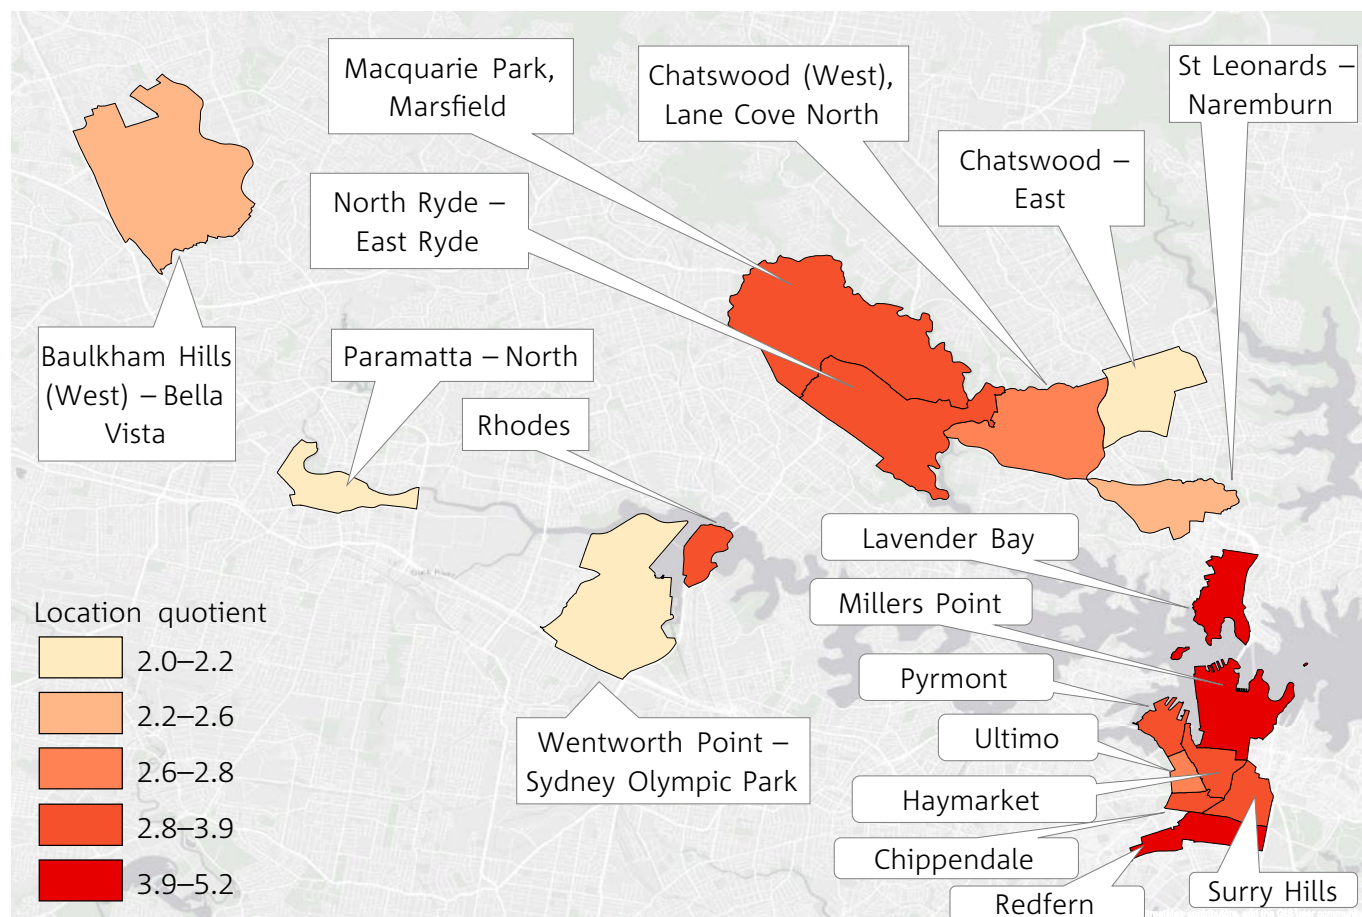 Macquarie Park,
Marsfield
Chatswood (West),
Lane Cove North
St Leonards –
Naremburn
Chatswood –
East
North Ryde –
East Ryde
Baulkham Hills
(West) – Bella
Vista
Paramatta – North
Rhodes
Lavender Bay
Millers Point
Pyrmont
Ultimo
Haymarket
Chippendale
Redfern
Surry Hills
Wentworth Point –
Sydney Olympic Park
Location quotient
2.0–2.2
2.2–2.6
2.6–2.8
2.8–3.9
3.9–5.2